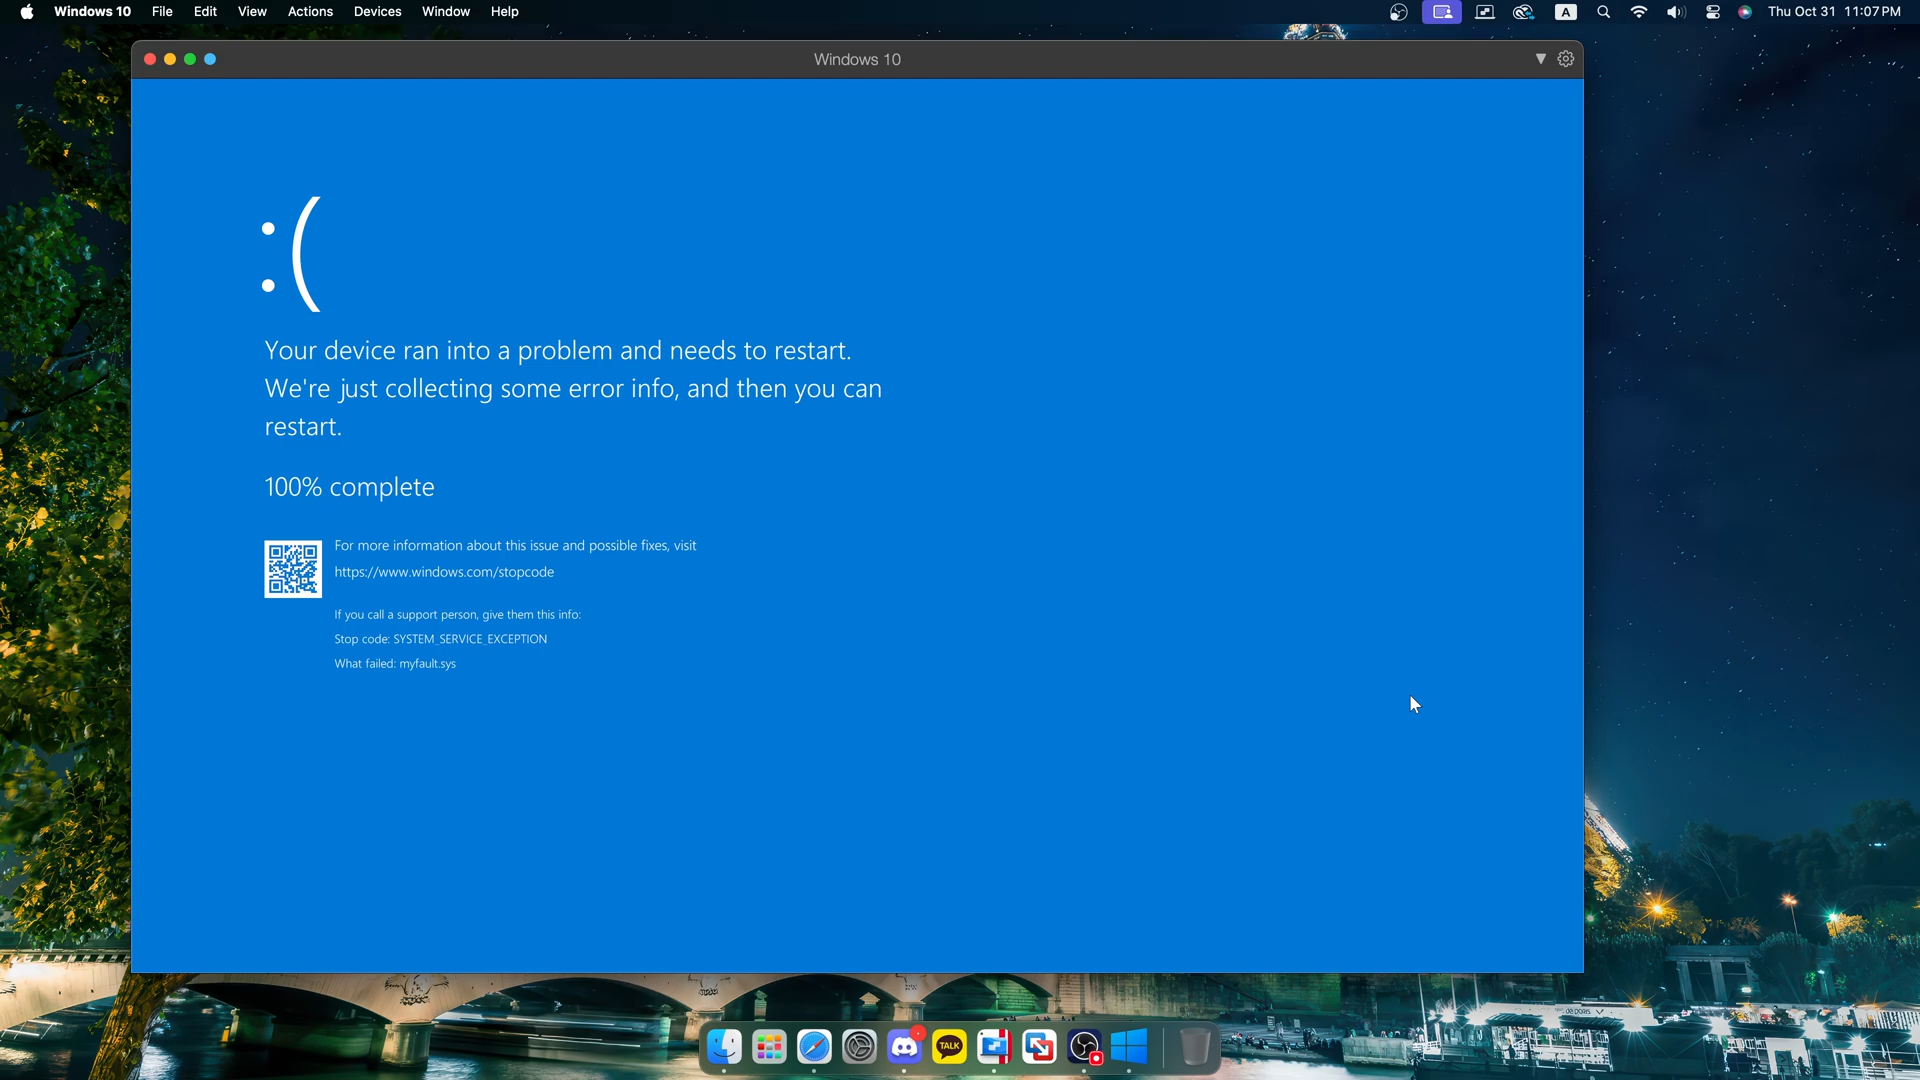 Windows 10 File Edit View Actions Devices Window Help A Thu Oct 31 11:07 PM
Windows 10
:(
Your device ran into a problem and needs to restart.
We're just collecting some error info, and then you can
restart.
100% complete
For more information about this issue and possible fixes, visit
https://www.windows.com/stopcode
If you call a support person, give them this info:
Stop code: SYSTEM_SERVICE_EXCEPTION
What failed: myfault.sys
TALK